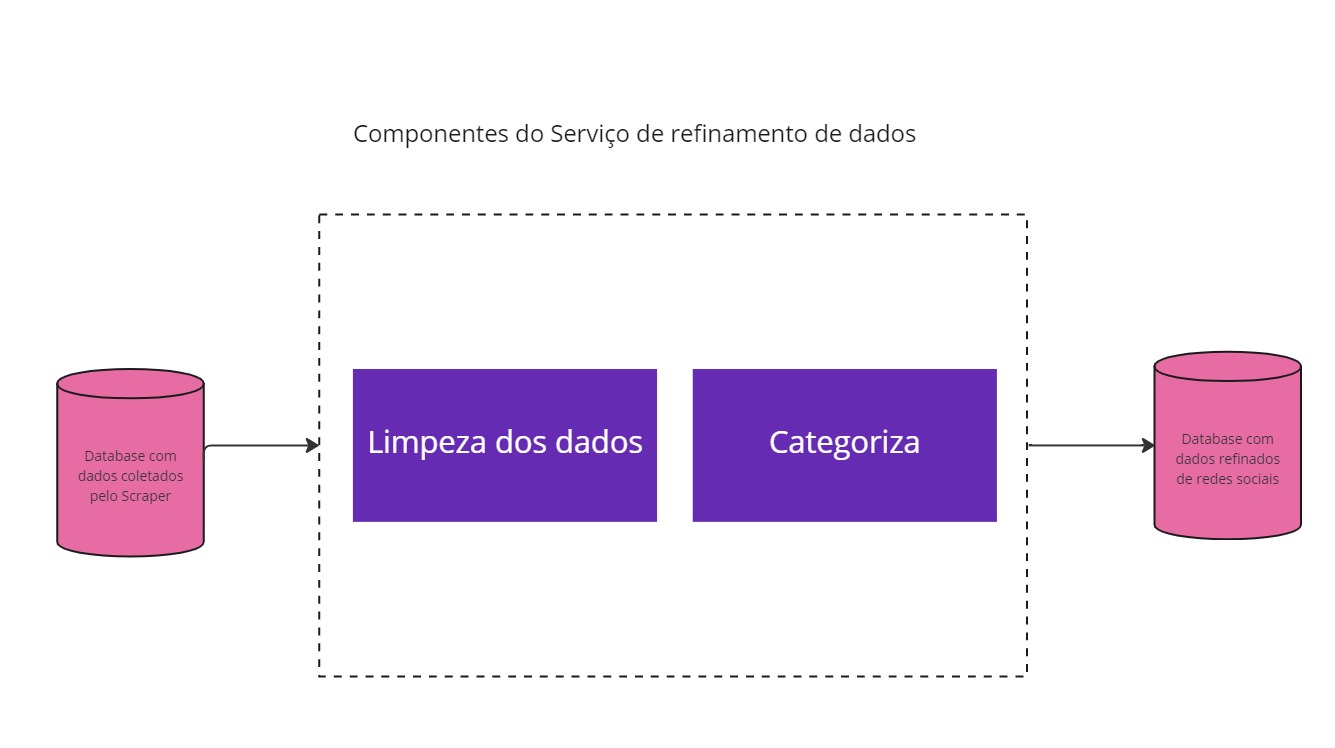 Componentes do Serviço de refinamento de dados
Limpeza dos dados
Categoriza
Database com
dados coletados
pelo Scraper
Database com
dados refinados
de redes sociais